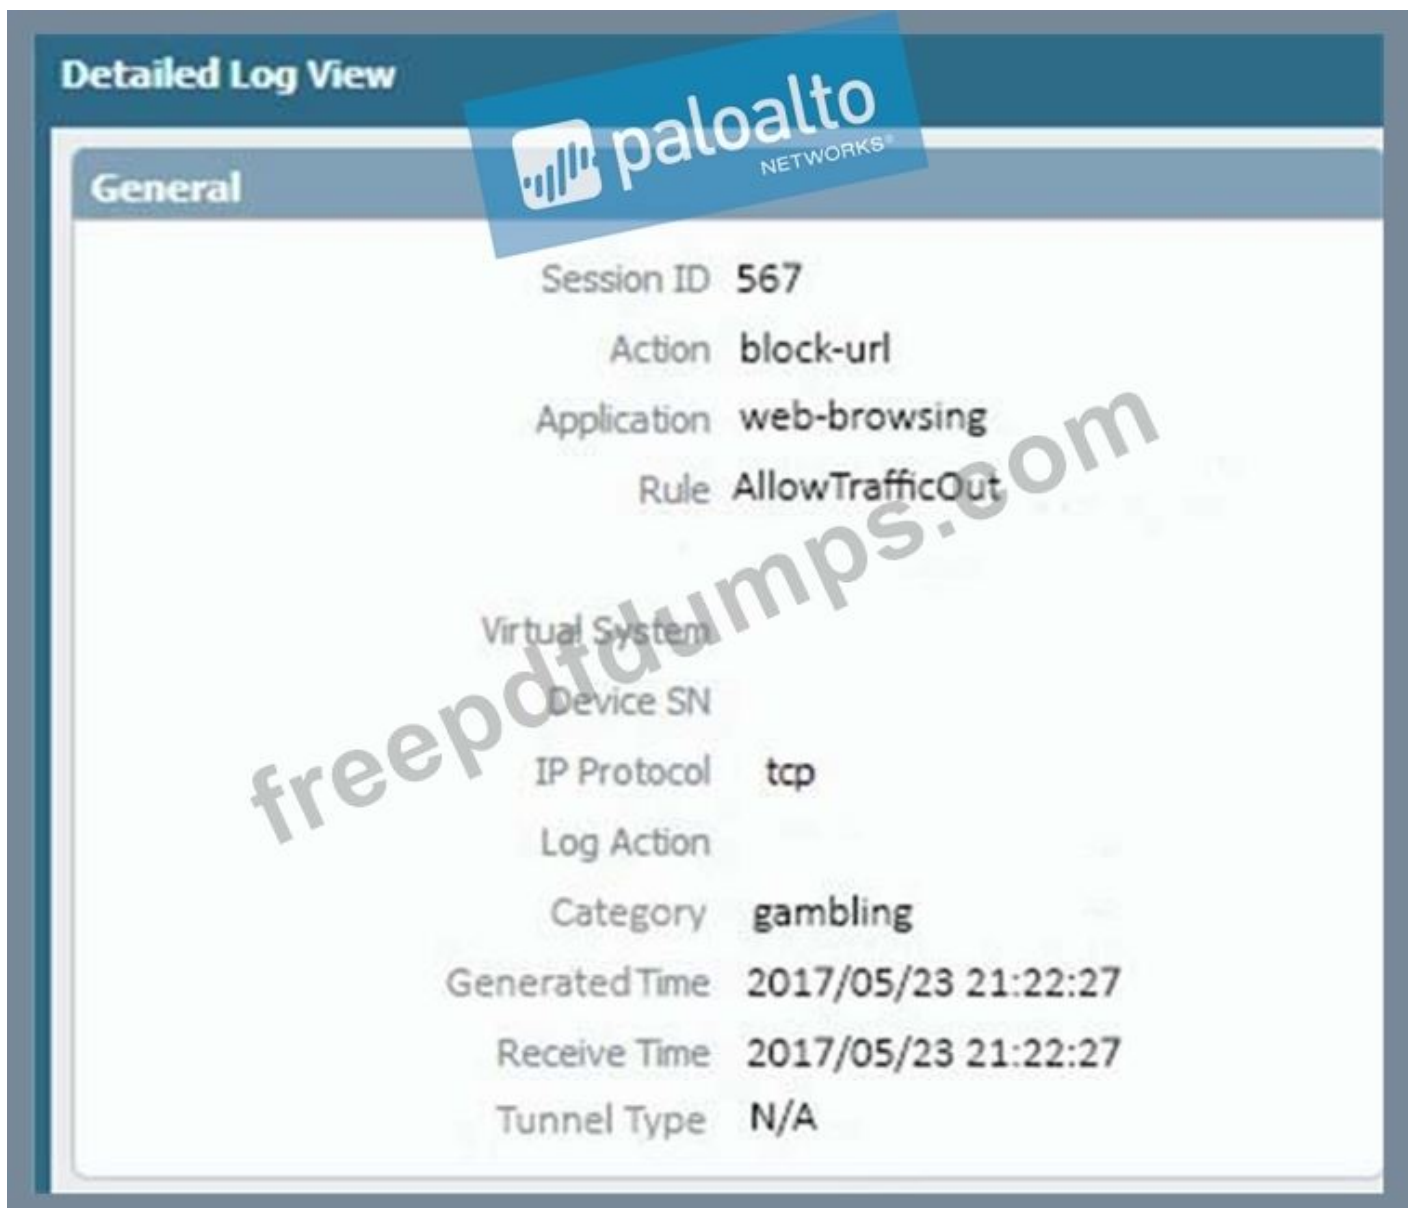 Detailed Log View
paloalto
NETWORKS®
General
Session ID 567
Action block-url
Application web-browsing
Rule AllowTrafficOut
Virtual System
Device SN
IP Protocol tcp
Log Action
Category gambling
Generated Time 2017/05/23 21:22:27
Receive Time 2017/05/23 21:22:27
Tunnel Type N/A
freepdfdumps.com